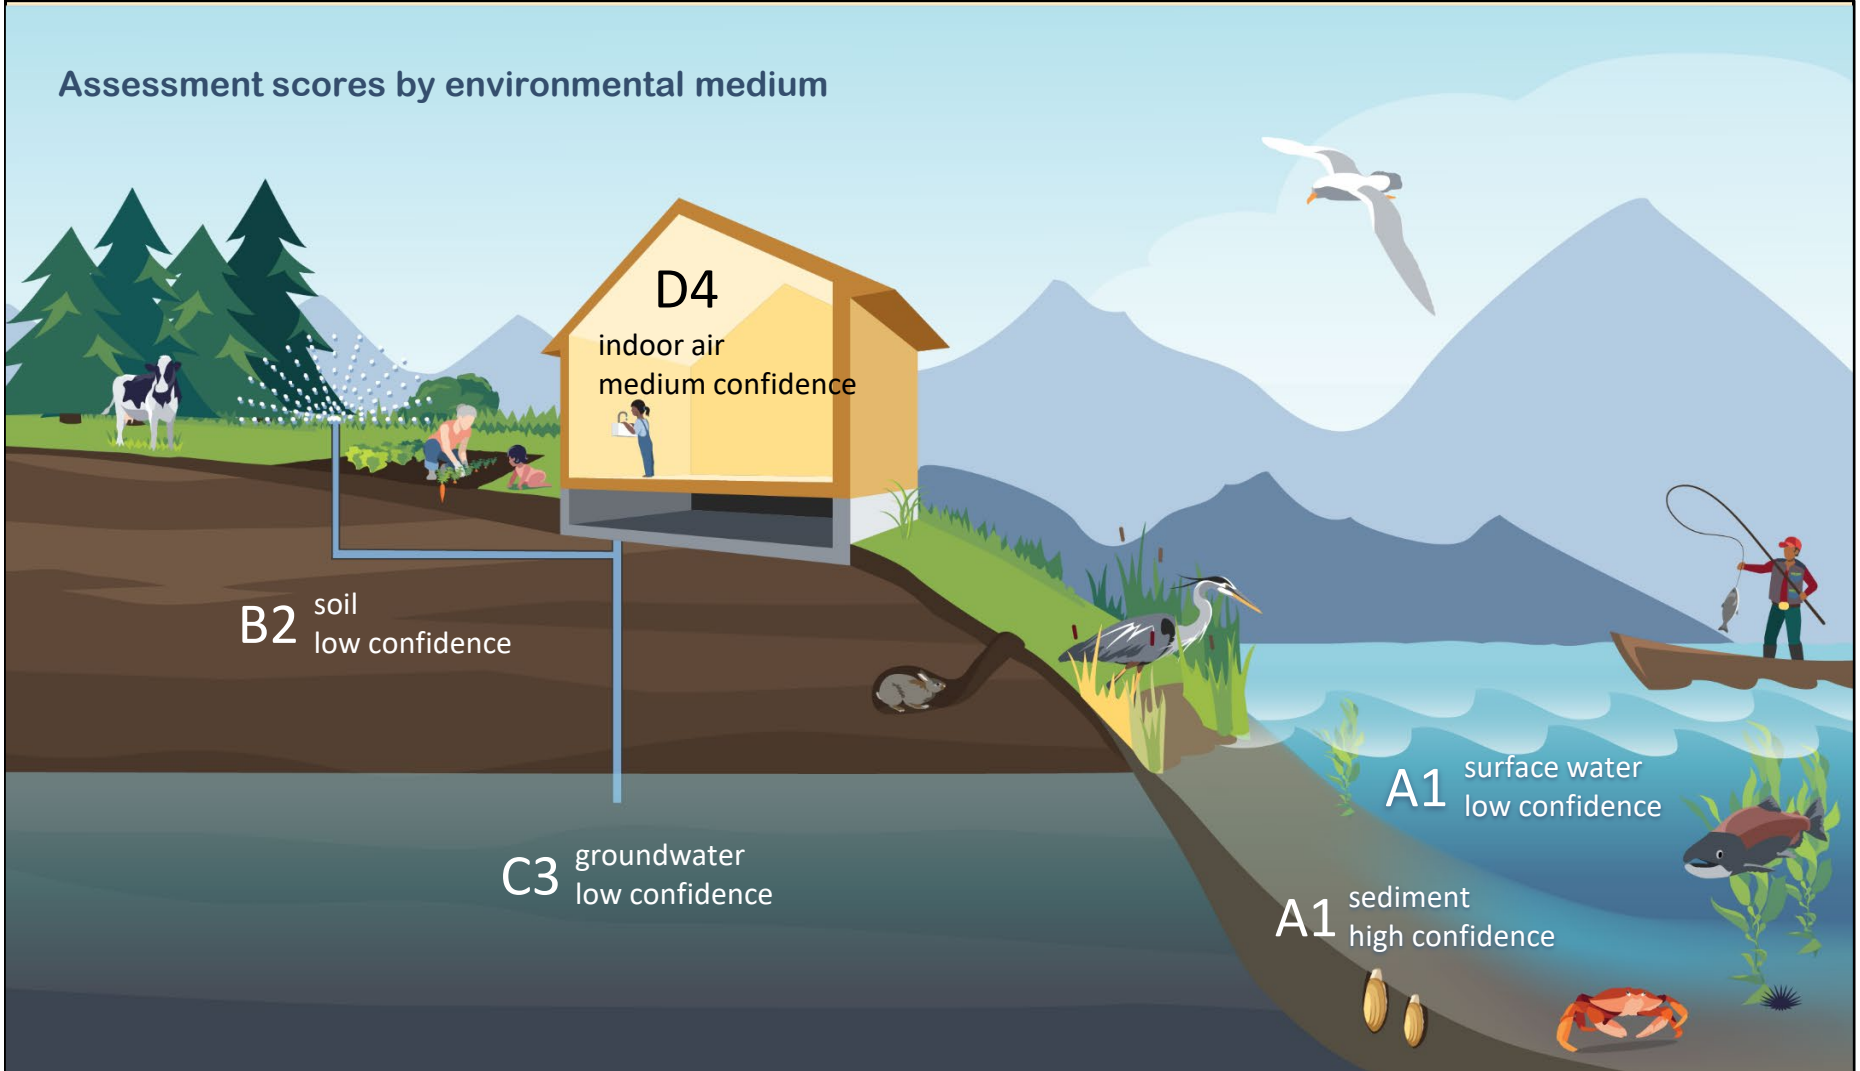 Assessment scores by environmental medium
D4
indoor air
medium confidence
B2
soil
low confidence
A1
surface water
low confidence
C3
groundwater
low confidence
A1
sediment
high confidence